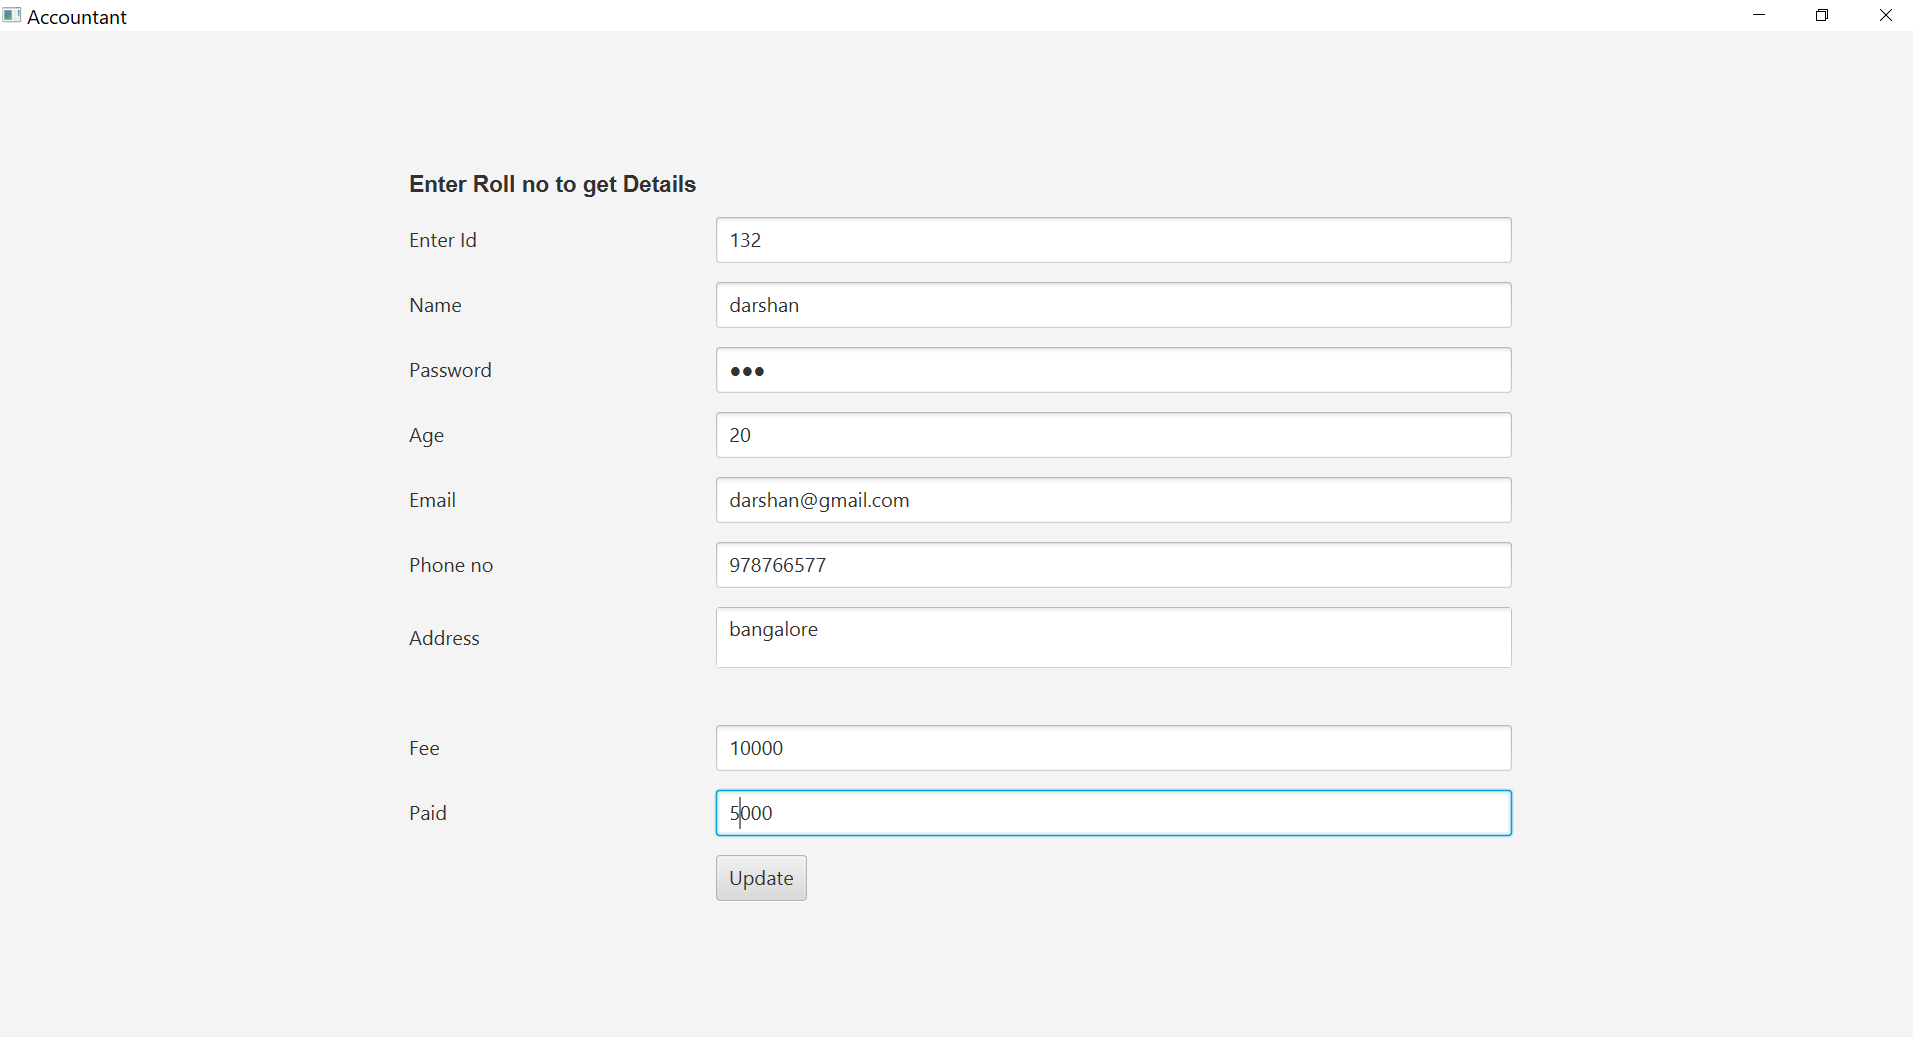 Accountant
Enter Roll no to get Details
Enter Id 132
Name darshan
Password ●●●
Age 20
Email darshan@gmail.com
Phone no 978766577
Address bangalore
Fee 10000
Paid 5000
Update